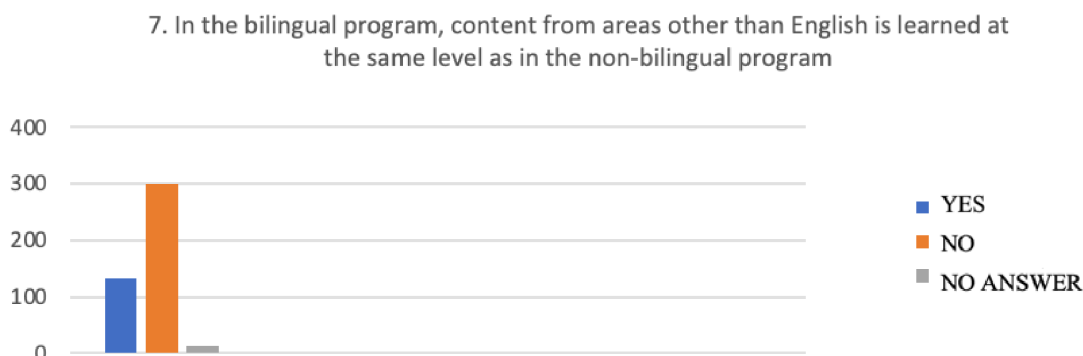 7. In the bilingual program, content from areas other than English is learned at
the same level as in the non-bilingual program
400
300
200
100
0
YES
NO
NO ANSWER